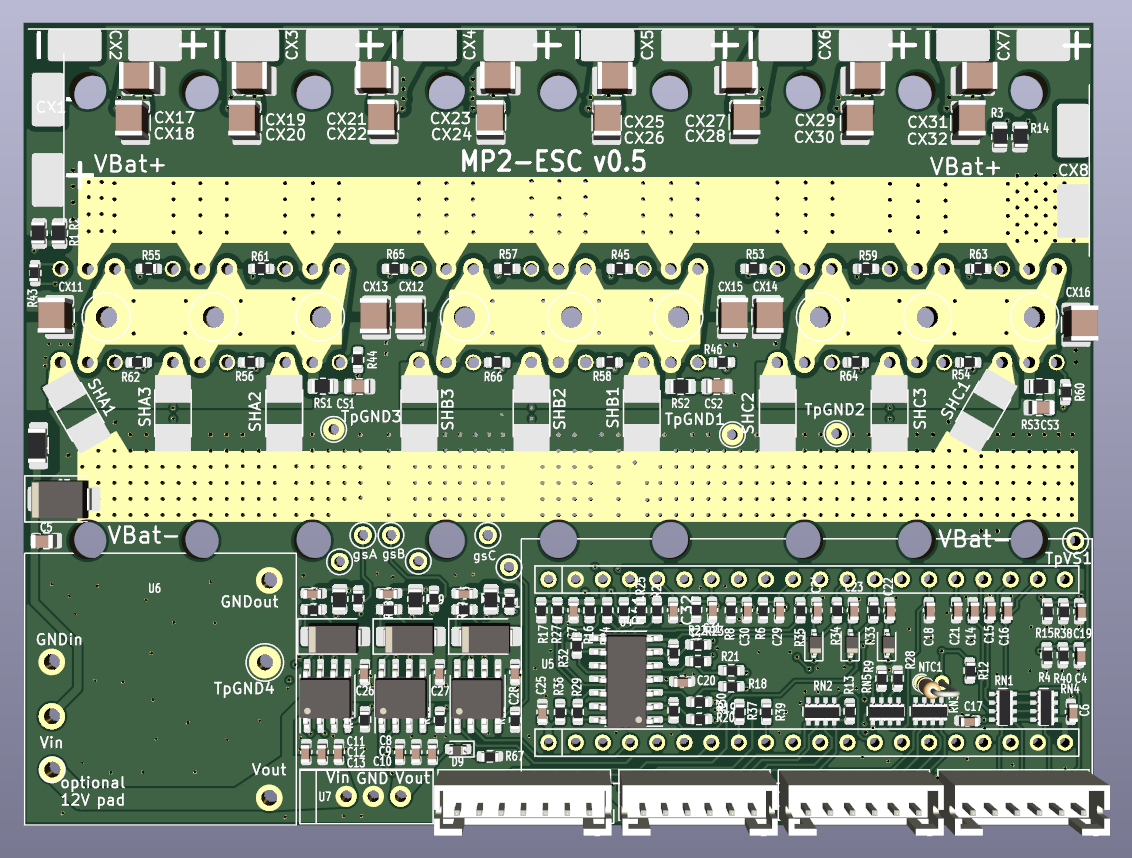 CX2
CX3
CX4
CX5
CX6
CX7
CX1
CX17
CX18
CX19
CX20
CX21
CX22
CX23
CX24
CX25
CX26
CX27
CX28
CX29
CX30
CX31
CX32
R3
R14
VBat+
MP2-ESC v0.5
VBat+
CX8
R55
R61
R65
R57
R45
R53
R59
R63
R43
CX11
CX13
CX12
CX15
CX14
CX16
R62
R56
R44
R66
R58
R46
R64
R54
R60
SHA1
SHA3
SHA2
RS1
CS1
TpGND3
SHB3
SHB2
SHB1
RS2
CS2
TpGND1
SHC2
TpGND2
SHC3
SHC1
RS3
CS3
C5
VBat-
gsA
gsB
gsC
VBat-
TpVS1
U6
GNDout
GNDin
TpGND4
Vin
optional
12V pad
Vout
R17
R27
R8
C30
R6
C29
R35
R34
C33
C23
C22
C18
C21
C14
C15
C16
R15
R38
C19
U5
R32
C20
R21
R18
R9
R28
NTC1
R12
R4
R40
C4
C26
C27
C25
R36
R29
R37
R39
RN2
R13
RN5
C17
RN1
RN4
C6
C11
C12
C13
C8
C9
C10
D9
R67
U7
Vin GND Vout